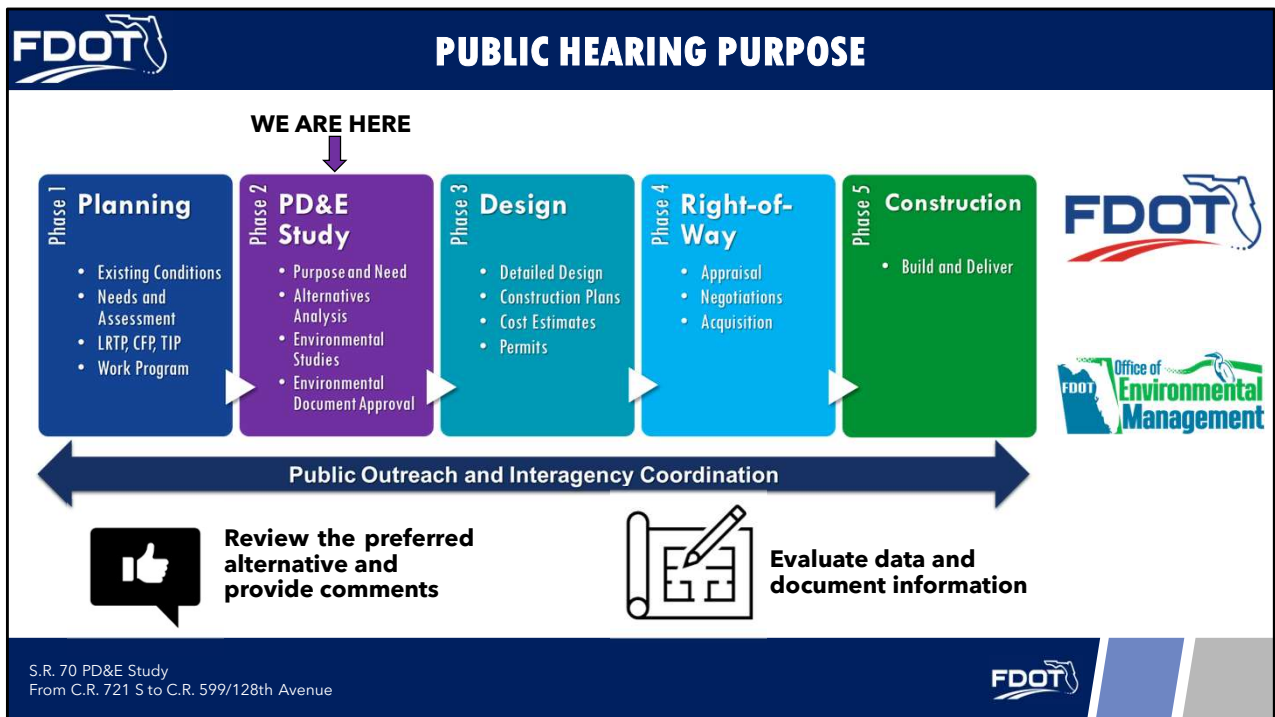 FDOT
PUBLIC HEARING PURPOSE
WE ARE HERE
Phase 1
Planning
• Existing Conditions
• Needs and
Assessment
• LRTP, CFP, TIP
• Work Program
Phase 2
PD&E
Study
• Purpose and Need
• Alternatives
Analysis
• Environmental
Studies
• Environmental
Document Approval
Phase 3
Design
• Detailed Design
• Construction Plans
• Cost Estimates
• Permits
Phase 4
Right-of-
Way
• Appraisal
• Negotiations
• Acquisition
Phase 5
Construction
• Build and Deliver
FDOT
FDOT
Office of
Environmental
Management
Public Outreach and Interagency Coordination
Review the preferred
alternative and
provide comments
Evaluate data and
document information
S.R. 70 PD&E Study
From C.R. 721 S to C.R. 599/128th Avenue
FDOT